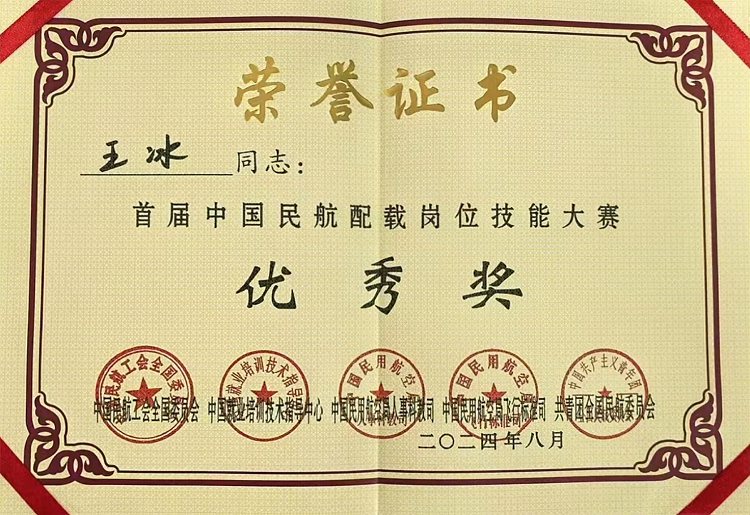 荣誉证书
王冰 同志：
首届中国民航配载岗位技能大赛
优秀奖
中国民航工会全国委员会 中国就业培训技术指导中心 中国民用航空局人事科教司 中国民用航空局飞行标准司 共青团全国民航委员会
二〇二四年八月